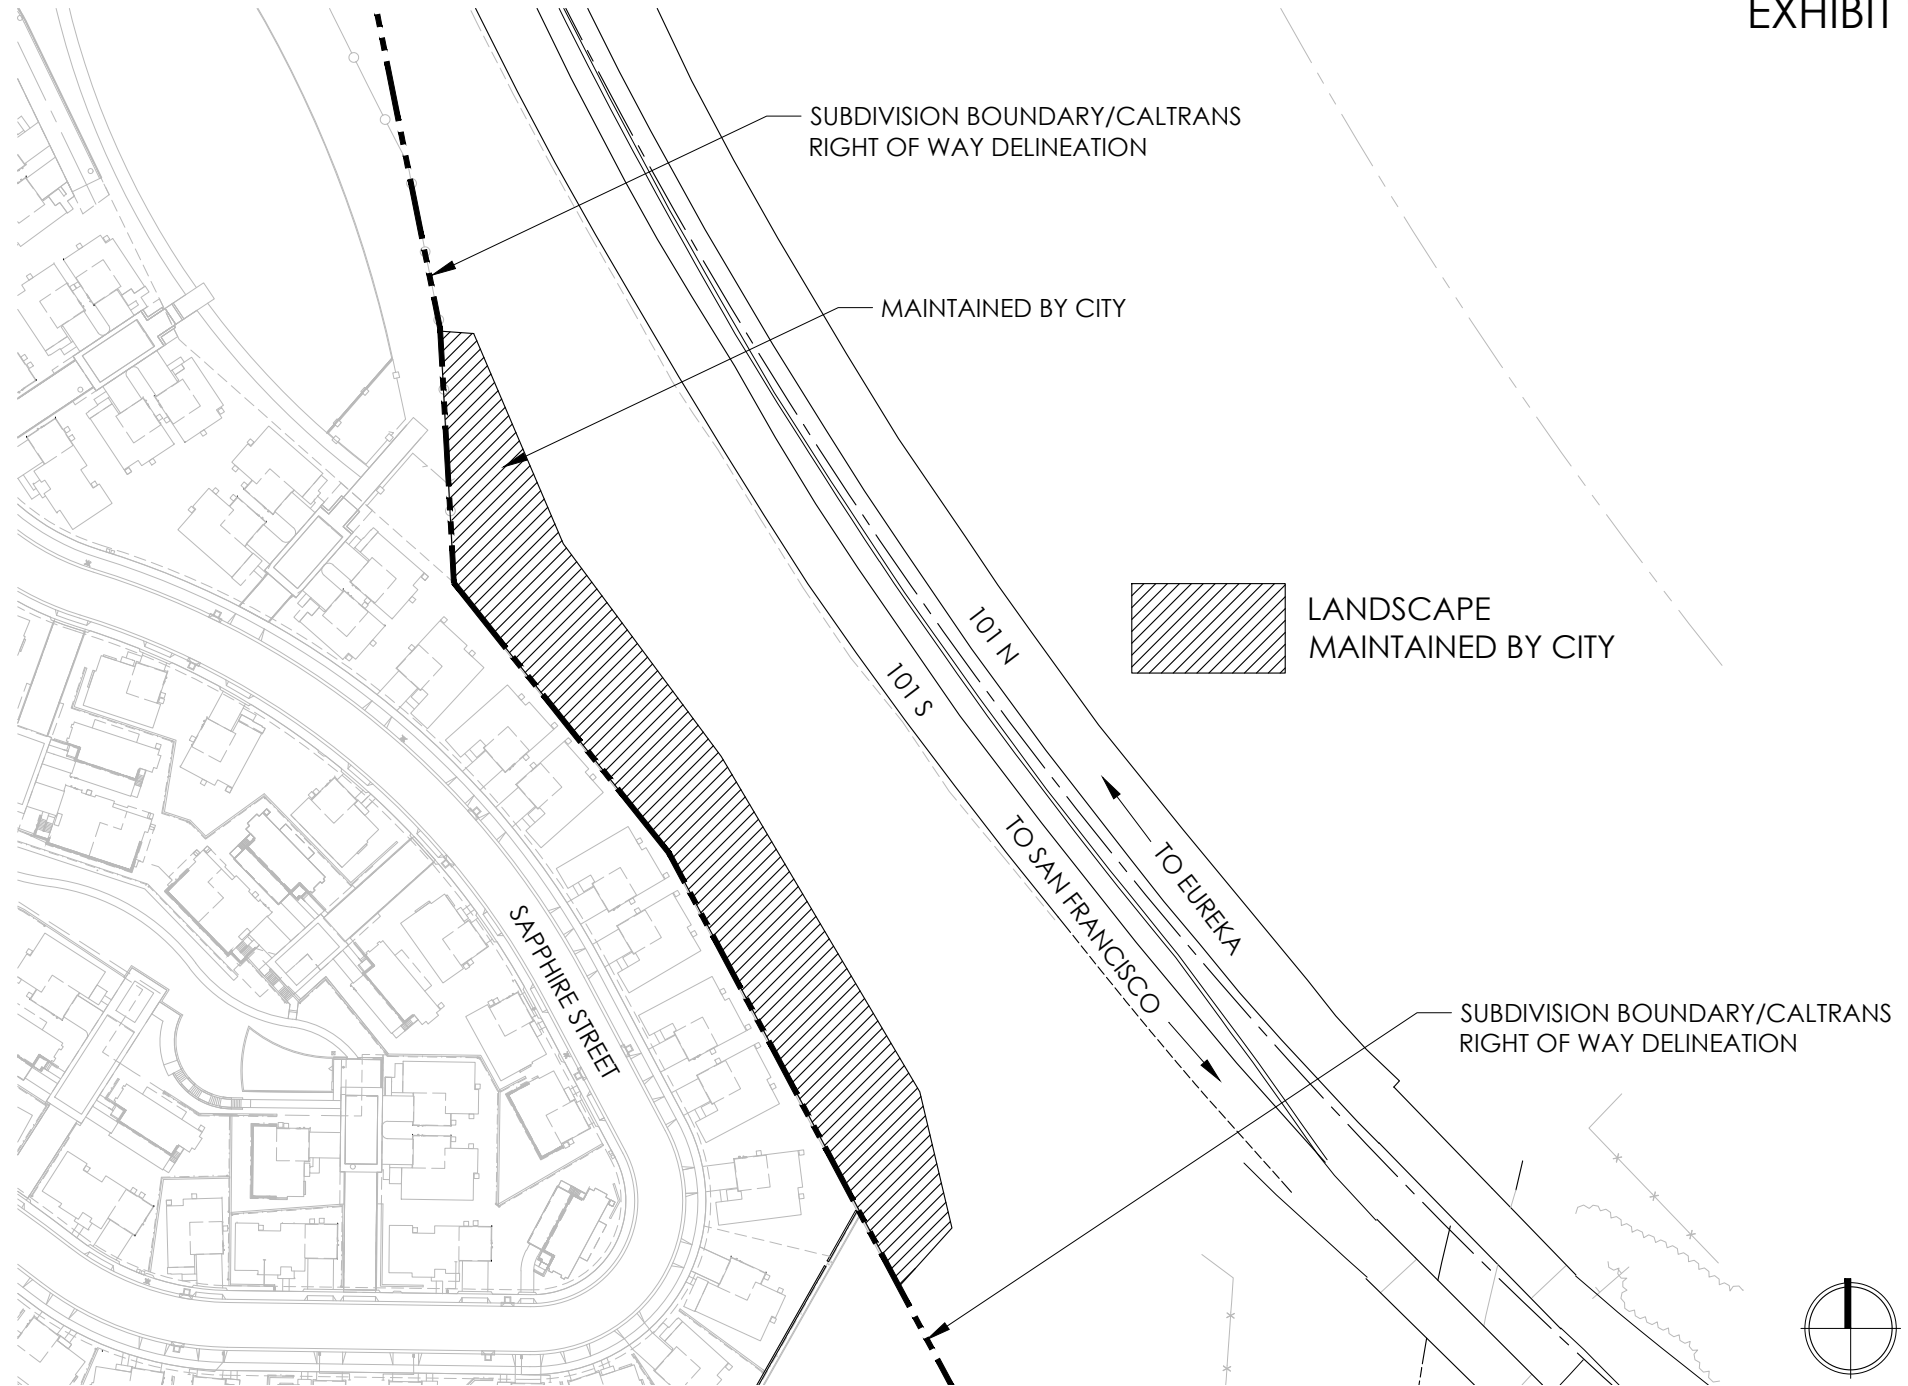 EXHIBIT
SUBDIVISION BOUNDARY/CALTRANS
RIGHT OF WAY DELINEATION
MAINTAINED BY CITY
LANDSCAPE
MAINTAINED BY CITY
101 N
101 S
TO SAN FRANCISCO
TO EUREKA
SAPPHIRE STREET
SUBDIVISION BOUNDARY/CALTRANS
RIGHT OF WAY DELINEATION